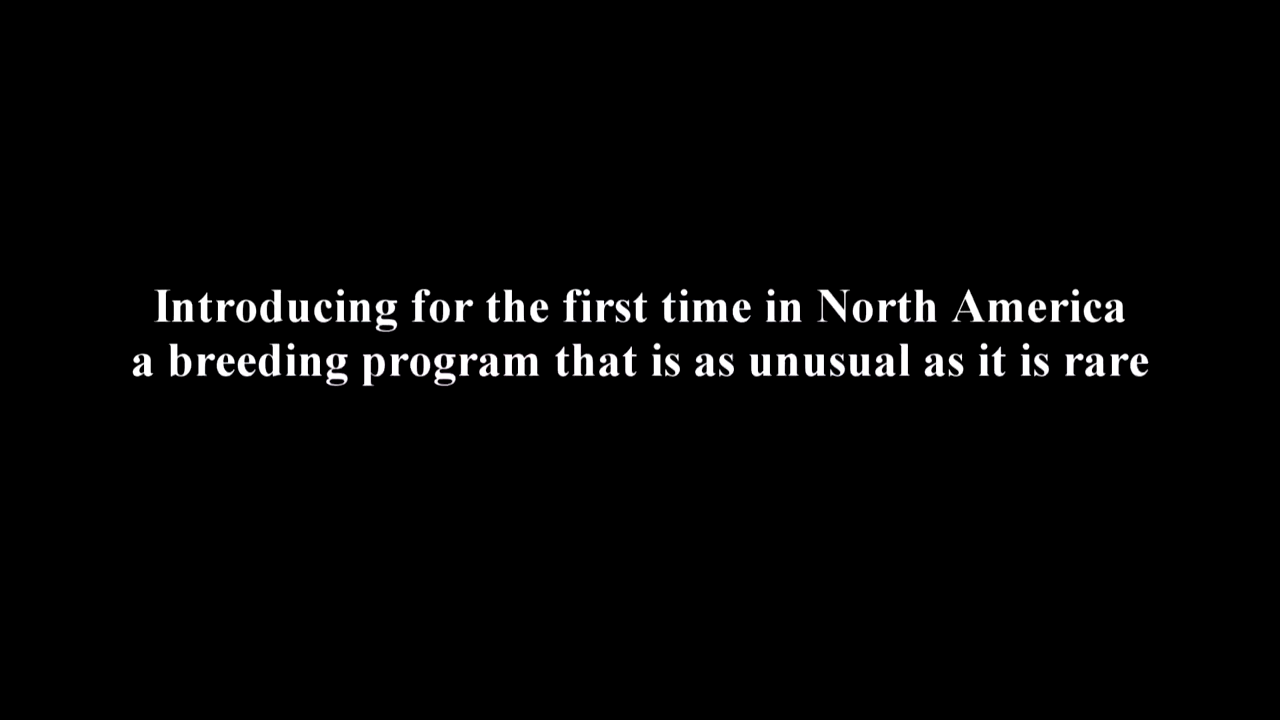 Introducing for the first time in North America
a breeding program that is as unusual as it is rare